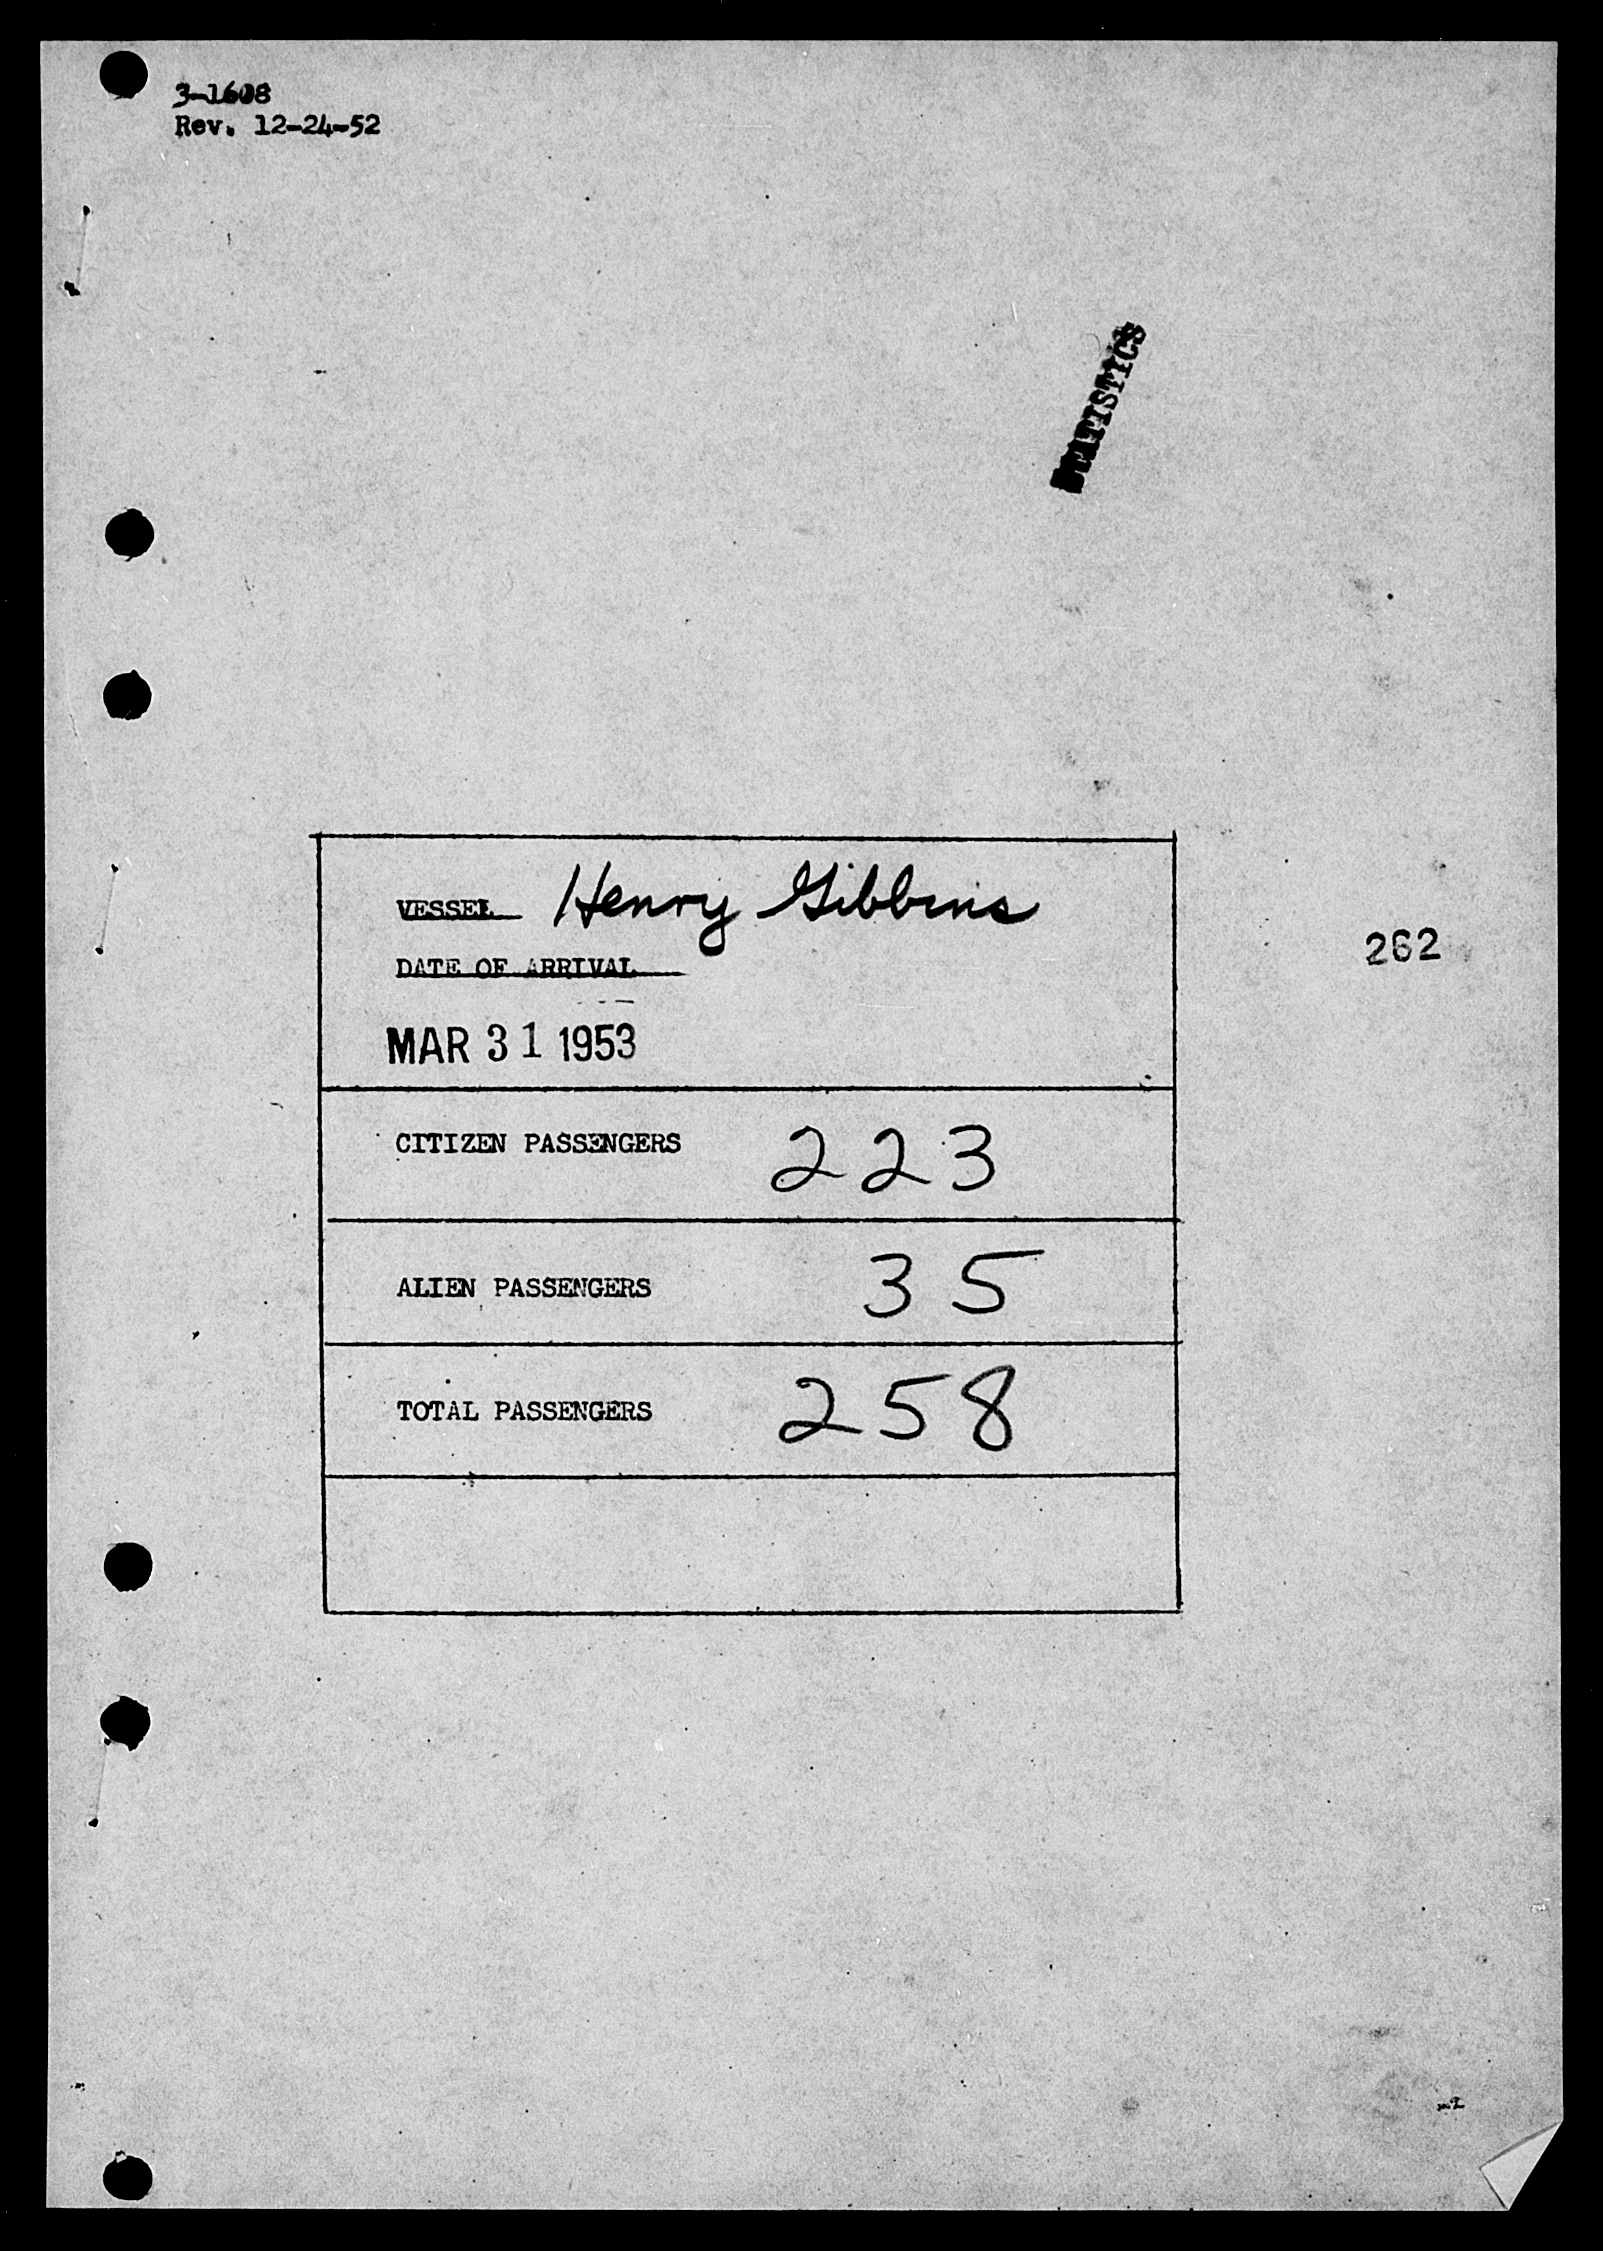 3-1608
Rev. 12-24-52
STATISTICS
VESSEL Henry Gibbins
DATE OF ARRIVAL
262
MAR 31 1953
CITIZEN PASSENGERS 223
ALIEN PASSENGERS 35
TOTAL PASSENGERS 258